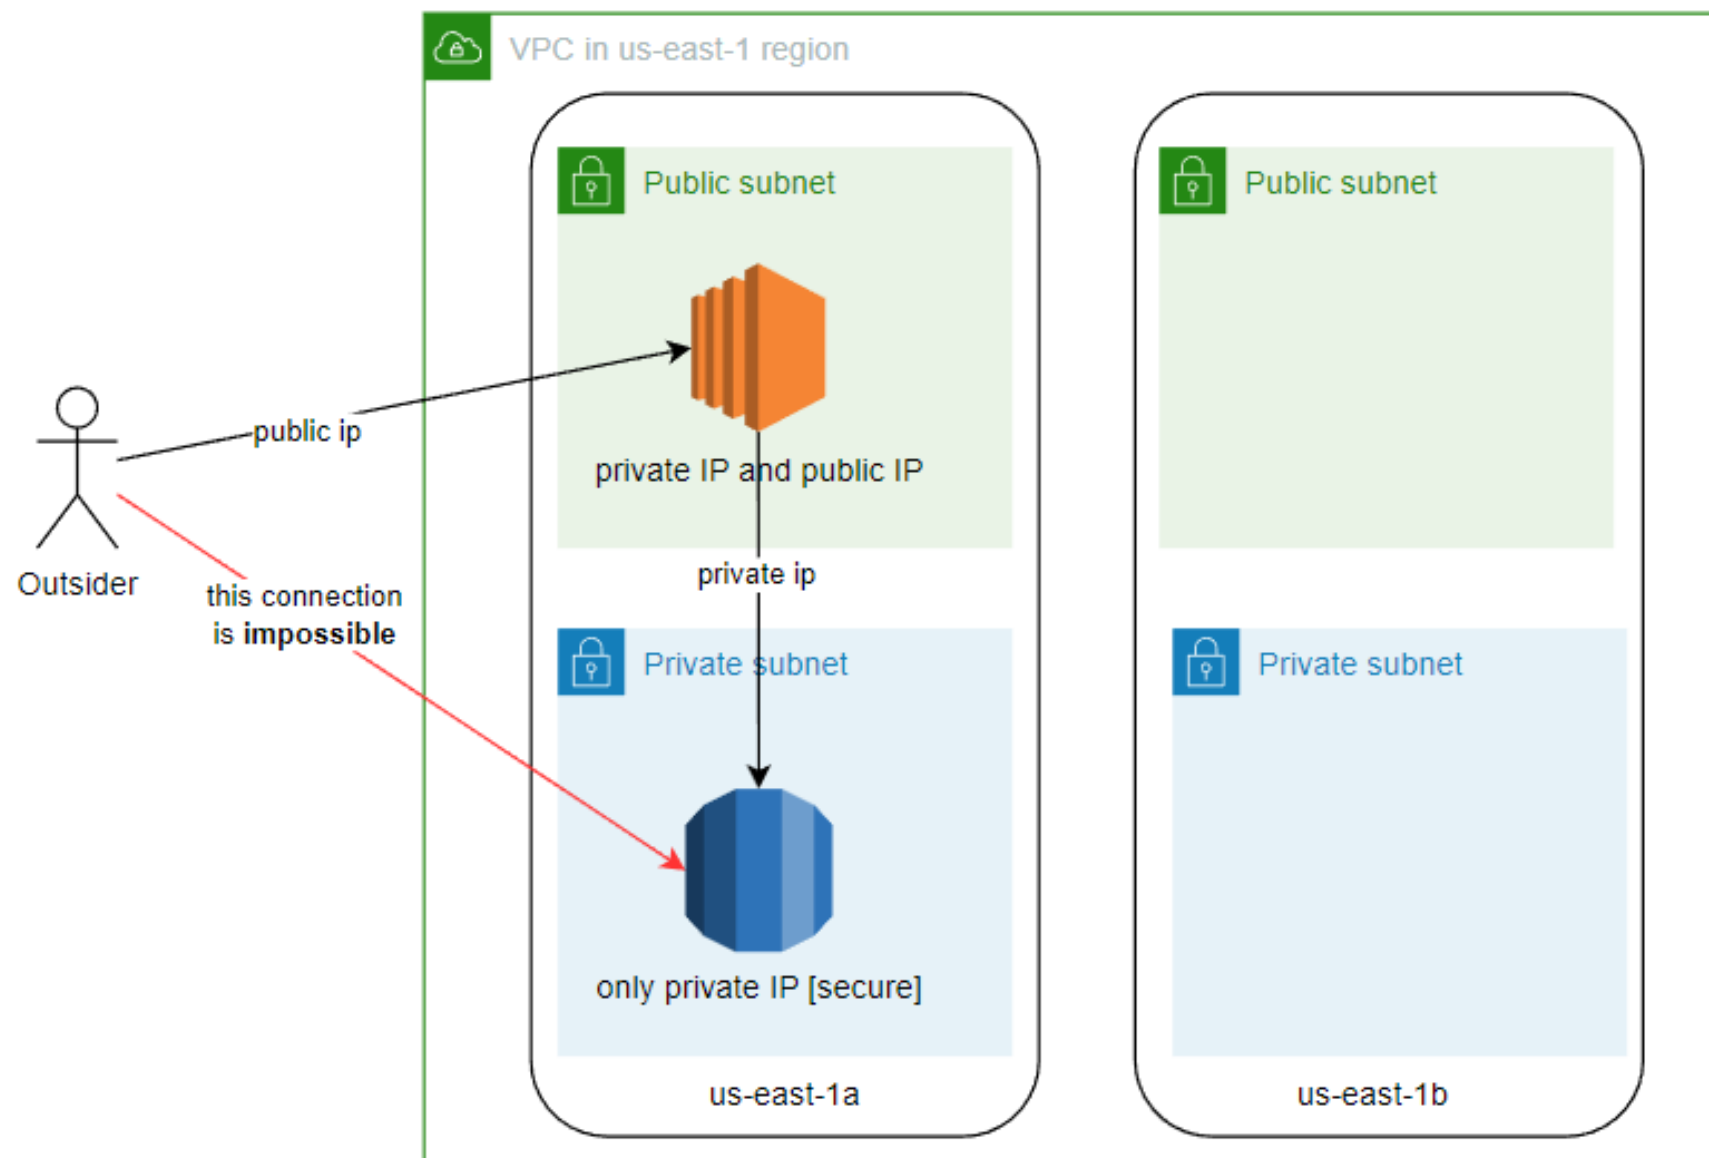 VPC in us-east-1 region
Public subnet
Public subnet
public ip
private IP and public IP
Outsider
private ip
this connection
is impossible
Private subnet
Private subnet
only private IP [secure]
us-east-1a
us-east-1b